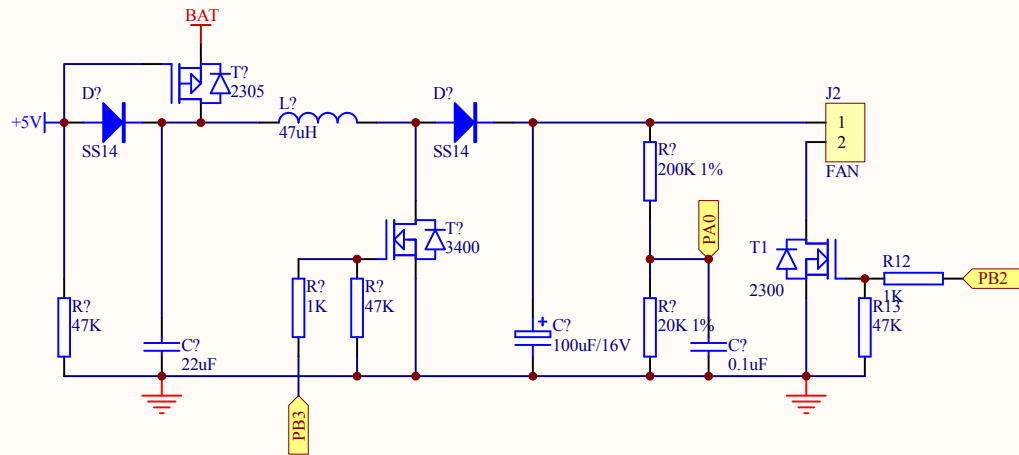 BAT
T?
2305
D?
+5V
SS14
L?
47uH
D?
SS14
J2
1
2
FAN
R?
200K 1%
PA0
T?
3400
T1
2300
R12
1K
PB2
R13
47K
R?
47K
R?
1K
R?
47K
C?
22uF
+
C?
100uF/16V
R?
20K 1%
C?
0.1uF
PB3